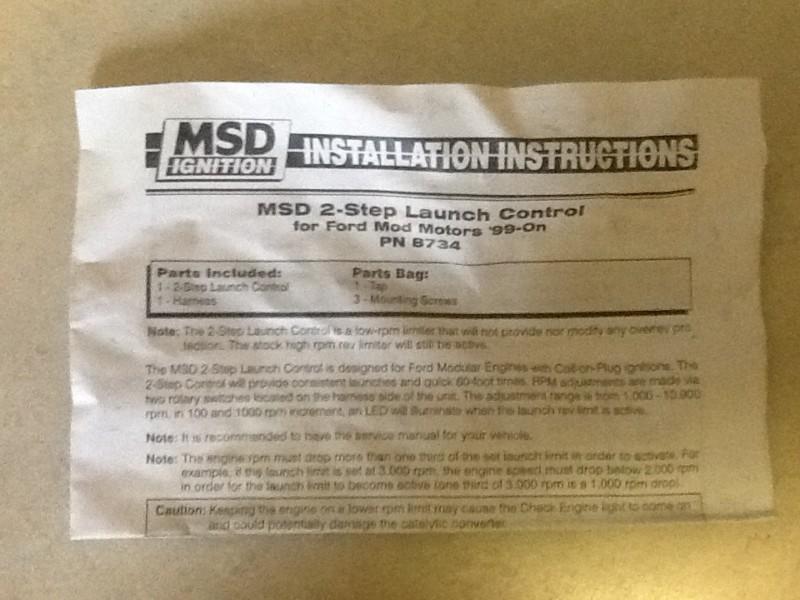 MSD
IGNITION
INSTALLATION INSTRUCTIONS
MSD 2-Step Launch Control
for Ford Mod Motors '99-On
PN 8734
Parts Included: Parts Bag:
1 - 2-Step Launch Control 1 - Tap
1 - Harness 3 - Mounting Screws
Note: The 2-Step Launch Control is a low-rpm limiter that will not provide nor modify any overrev pro
tection. The stock high rpm rev limiter will still be active.
The MSD 2-Step Launch Control is designed for Ford Modular Engines with Coil-on-Plug ignitions. The
2-Step Control will provide consistent launches and quick 60-foot times. RPM adjustments are made via
two rotary switches located on the harness side of the unit. The adjustment range is from 1,000 - 10,900
rpm, in 100 and 1000 rpm increment, an LED will illuminate when the launch rev limit is active.
Note: It is recommended to have the service manual for your vehicle.
Note: The engine rpm must drop more than one third of the set launch limit in order to activate. For
example, if the launch limit is set at 3,000 rpm, the engine speed must drop below 2,000 rpm
in order for the launch limit to become active (one third of 3,000 rpm is a 1,000 rpm drop).
Caution: Keeping the engine on a lower rpm limit may cause the Check Engine light to come on
and could potentially damage the catalytic converter.